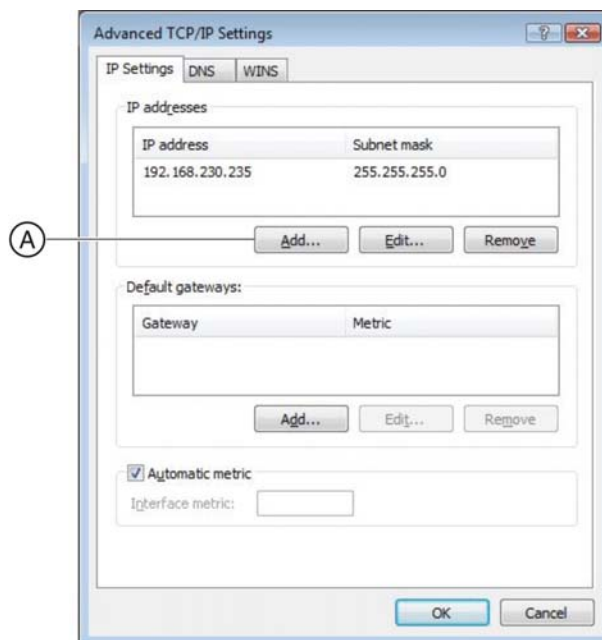 Advanced TCP/IP Settings
IP Settings DNS WINS
IP addresses
IP address Subnet mask
192.168.230.235 255.255.255.0
A
Add... Edit... Remove
Default gateways:
Gateway Metric
Add... Edit... Remove
Automatic metric
Interface metric:
OK Cancel